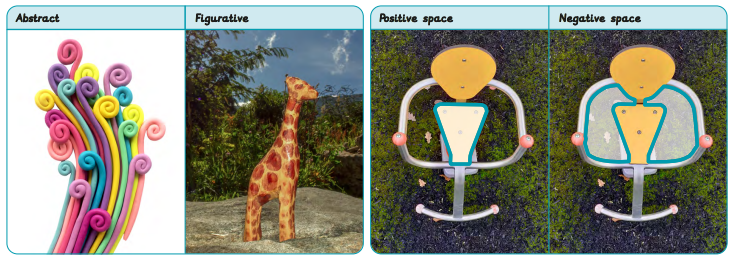 Abstract
Figurative
Positive space
Negative space